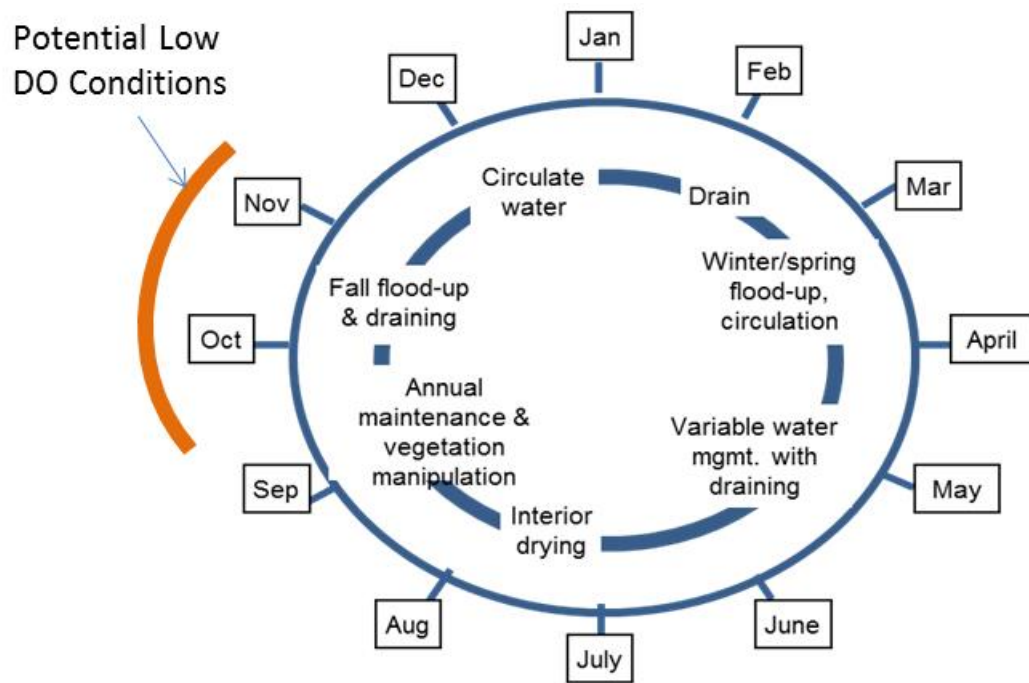 Potential Low
DO Conditions
Jan
Feb
Mar
April
May
June
July
Aug
Sep
Oct
Nov
Dec
Circulate
water
Drain
Winter/spring
flood-up,
circulation
Variable water
mgmt. with
draining
Interior
drying
Annual
maintenance &
vegetation
manipulation
Fall flood-up
& draining